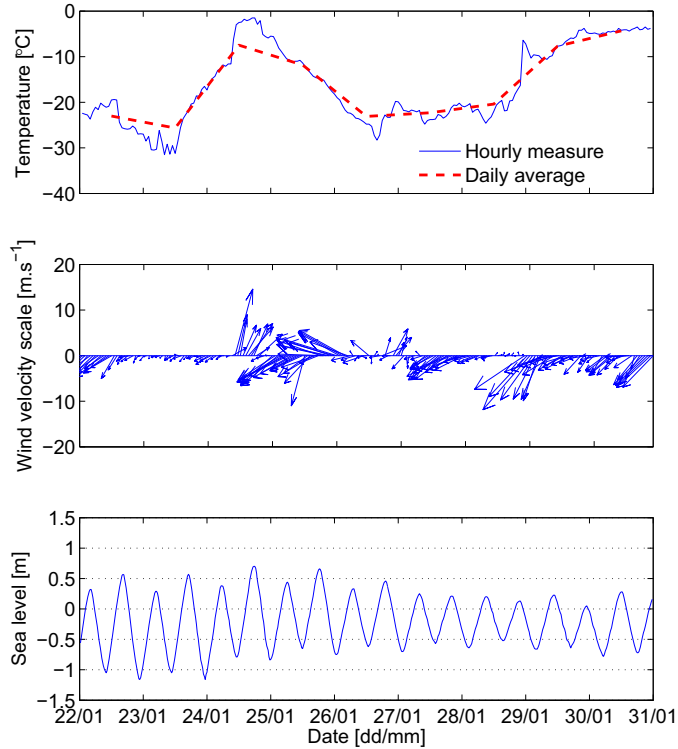 0
−10
−20
−30
−40
Temperature [°C]
Hourly measure
Daily average
20
10
0
−10
−20
Wind velocity scale [m.s⁻¹]
1.5
1
0.5
0
−0.5
−1
−1.5
Sea level [m]
22/01 23/01 24/01 25/01 26/01 27/01 28/01 29/01 30/01 31/01
Date [dd/mm]